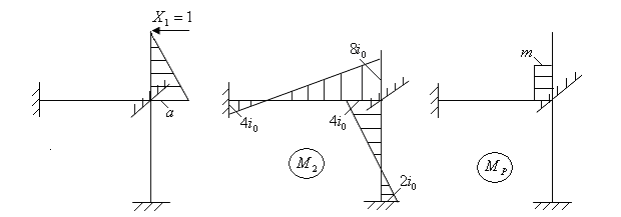 X₁ = 1
a
8i₀
4i₀
4i₀
2i₀
M₂
m
Mₚ